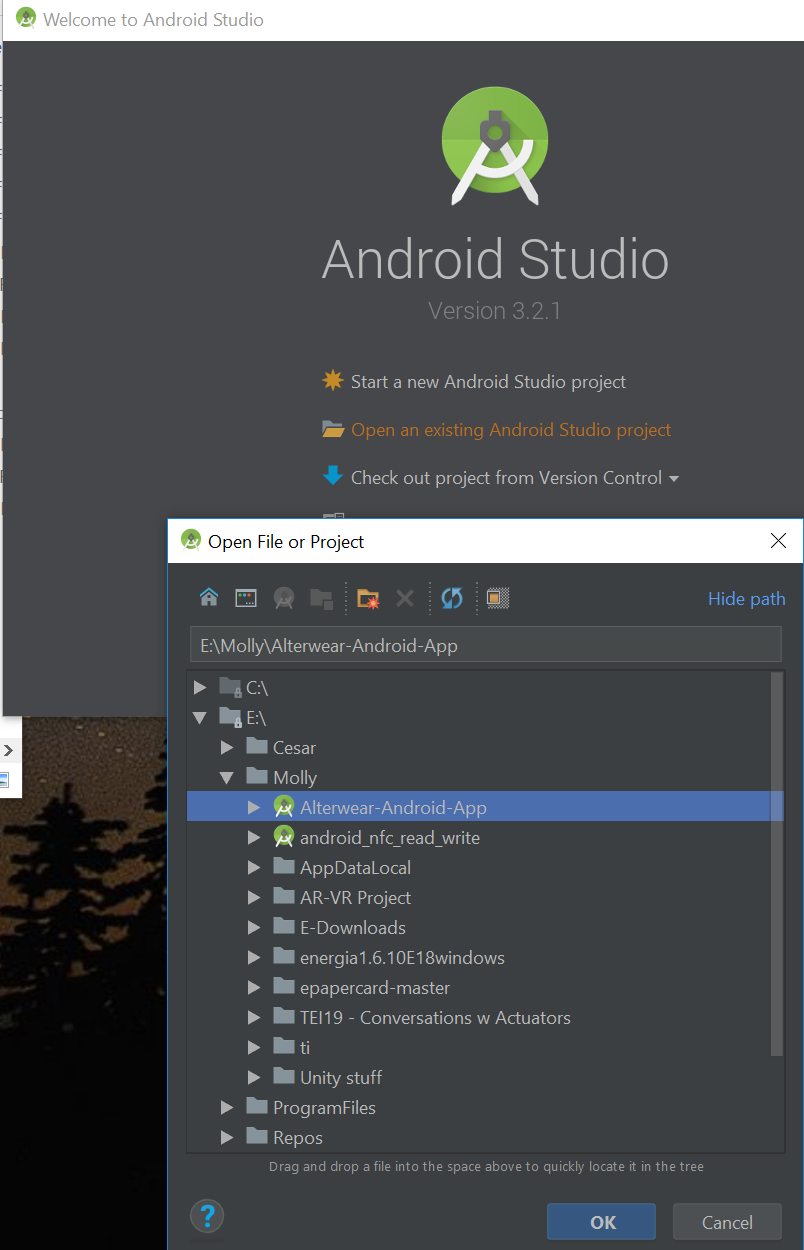 Welcome to Android Studio
Android Studio
Version 3.2.1
Start a new Android Studio project
Open an existing Android Studio project
Check out project from Version Control
Open File or Project
Hide path
E:\Molly\Alterwear-Android-App
C:\
E:\
Cesar
Molly
Alterwear-Android-App
android_nfc_read_write
AppDataLocal
AR-VR Project
E-Downloads
energia1.6.10E18windows
epapercard-master
TEI19 - Conversations w Actuators
ti
Unity stuff
ProgramFiles
Repos
Drag and drop a file into the space above to quickly locate it in the tree
?
OK
Cancel